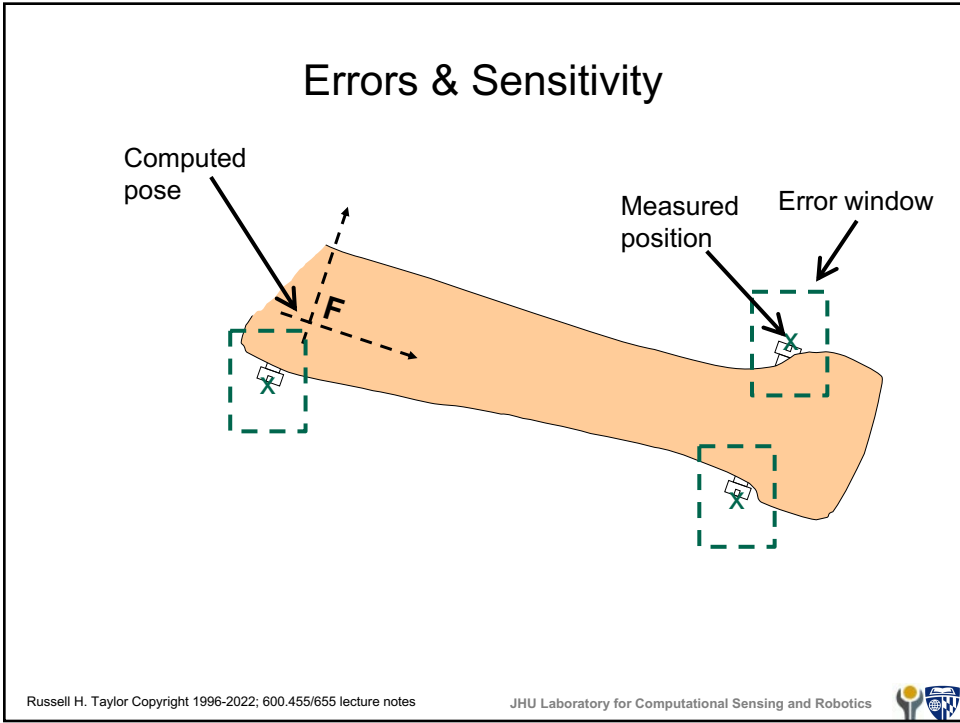 Errors & Sensitivity
Computed
pose
Measured
position
Error window
F
x
x
x
Russell H. Taylor Copyright 1996-2022; 600.455/655 lecture notes
JHU Laboratory for Computational Sensing and Robotics